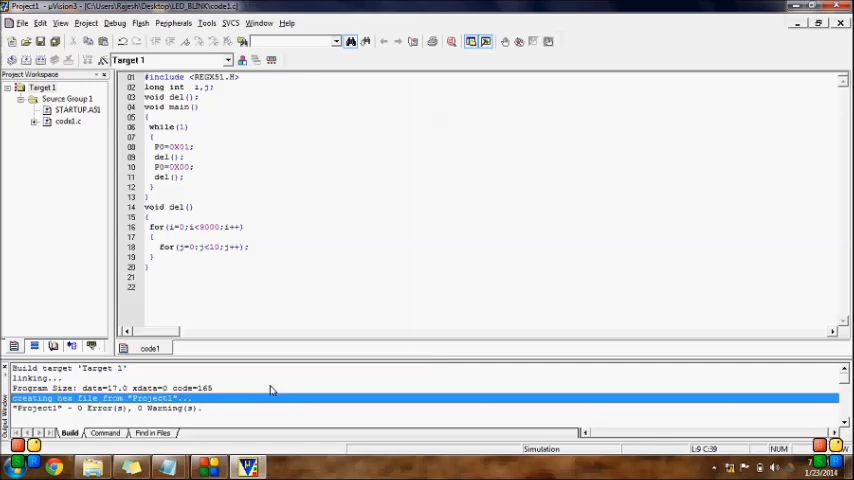 Project1 - µVision3 - [C:\Users\Rajesh\Desktop\LED_BLINK\code1.c]
File Edit View Project Debug Flash Peripherals Tools SVCS Window Help
Target 1
Project Workspace
Target 1
Source Group 1
STARTUP.A51
code1.c
01 #include <REGX51.H>
02 long int i,j;
03 void del();
04 void main()
05 {
06 while(1)
07 {
08 P0=0X01;
09 del();
10 P0=0X00;
11 del();
12 }
13 }
14 void del()
15 {
16 for(i=0;i<9000;i++)
17 {
18 for(j=0;j<10;j++);
19 }
20 }
21
22
code1
Build target 'Target 1'
linking...
Program Size: data=17.0 xdata=0 code=165
creating hex file from "Project1"...
"Project1" - 0 Error(s), 0 Warning(s).
Output Window
Build Command Find in Files
Simulation L:9 C:39 NUM
S R S R
1/23/2014